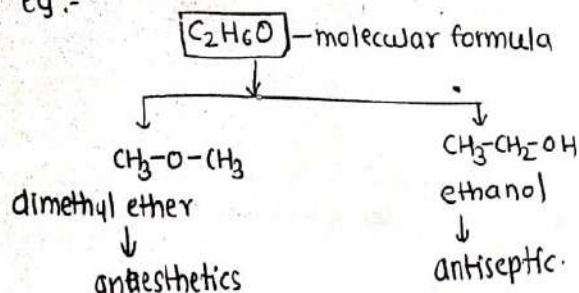 eg:-
C2H6O - molecular formula
CH3-O-CH3
CH3-CH2-OH
dimethyl ether
ethanol
anaesthetics
antiseptic.